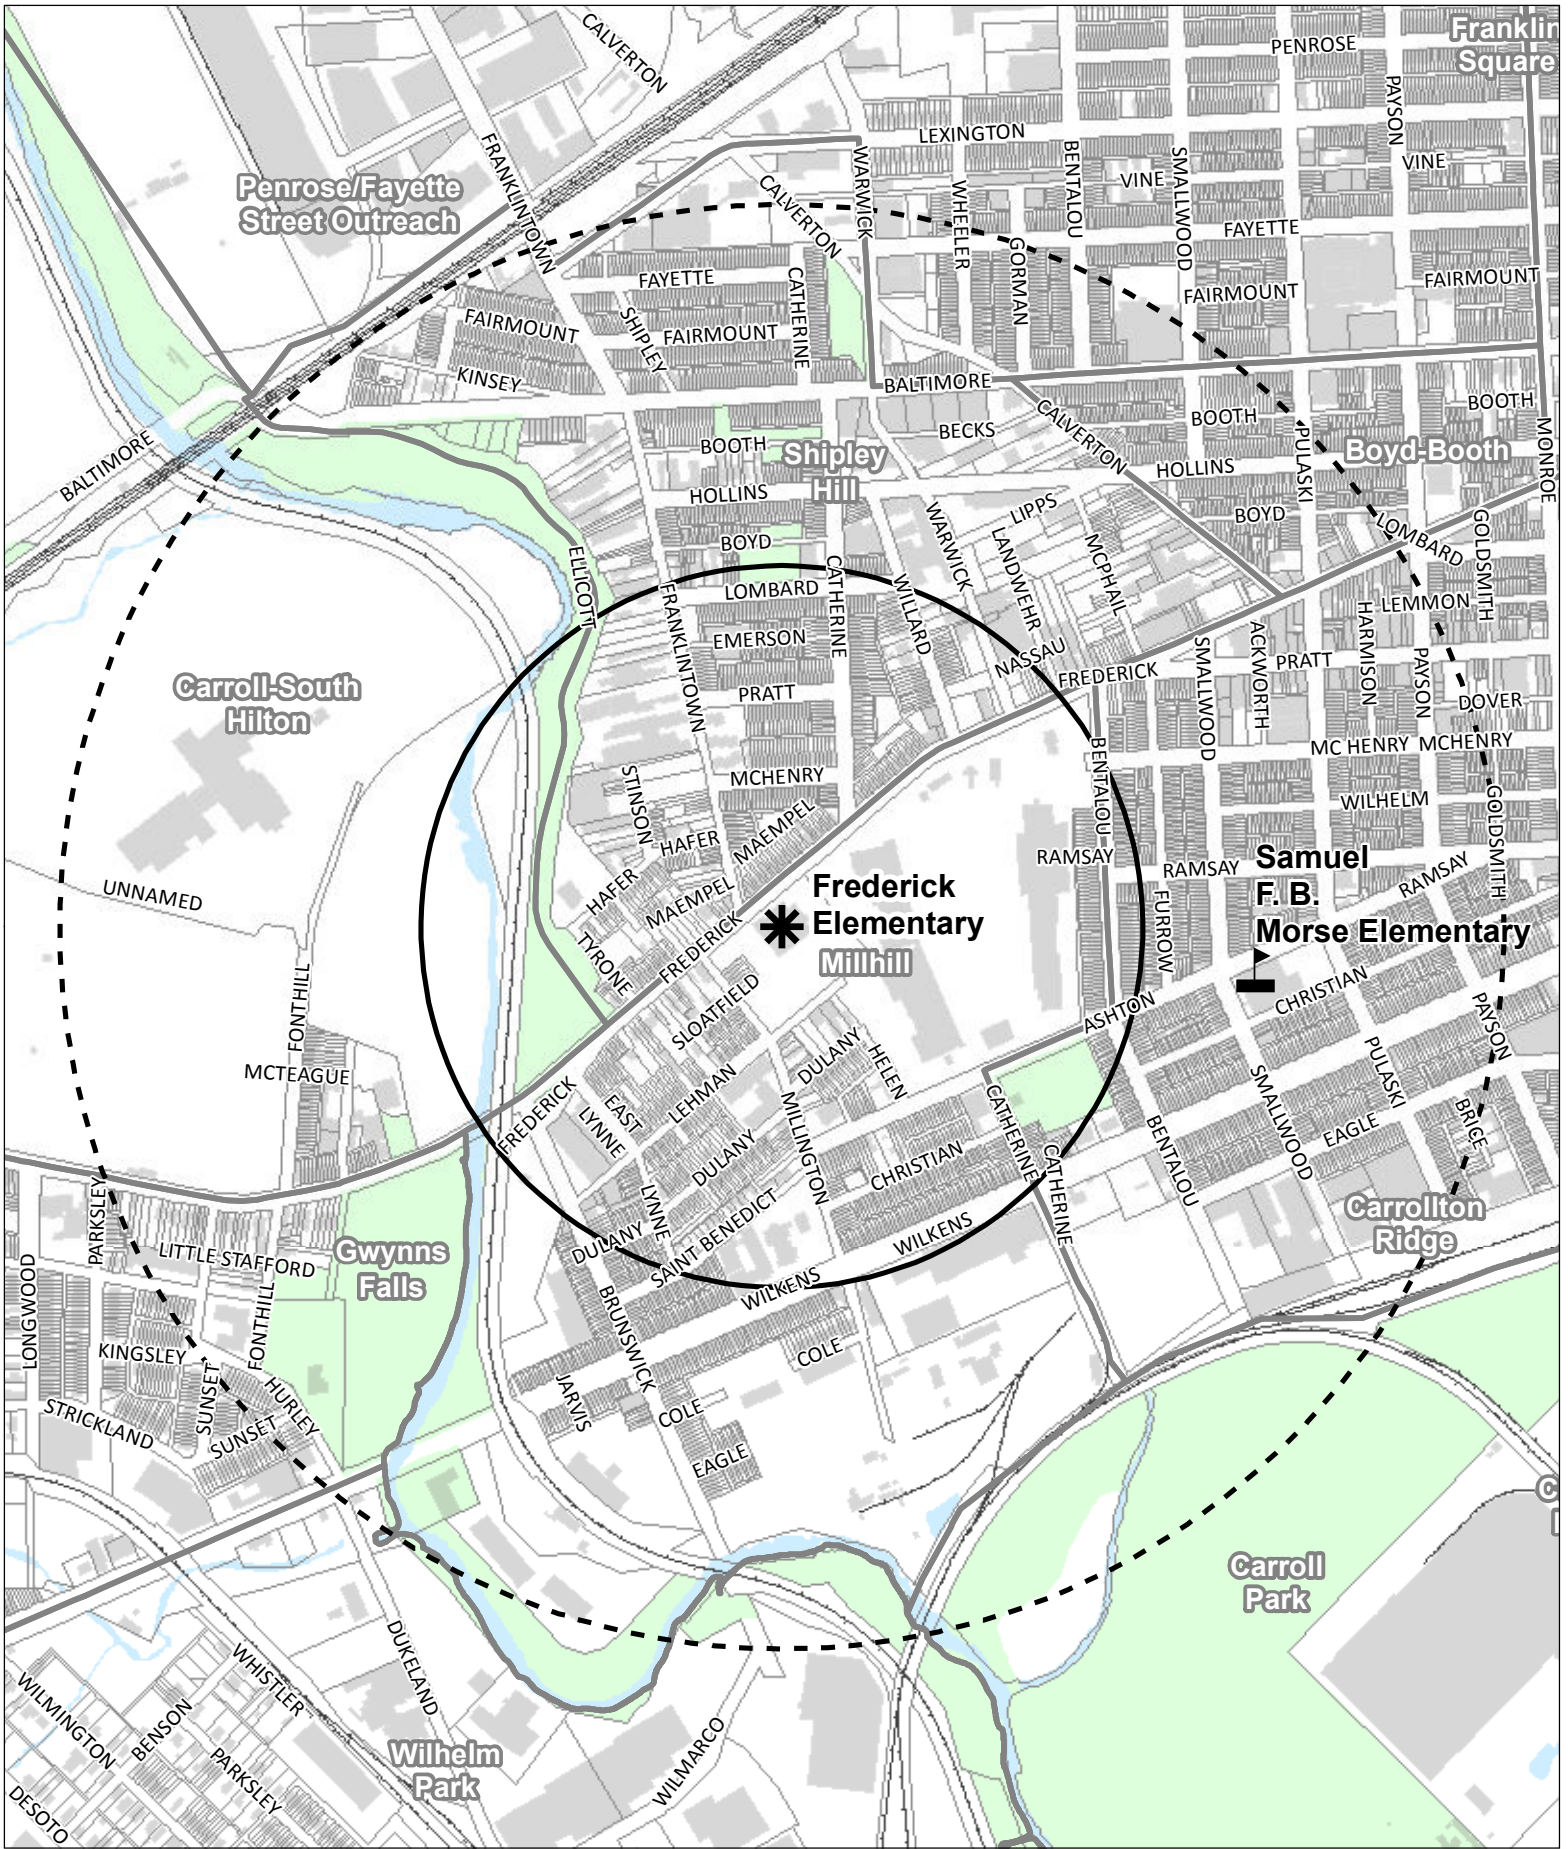 CALVERTON
PENROSE
Franklin
Square
PAYSON
LEXINGTON
FRANKLINTOWN
WARWICK
BENTALOU
SMALLWOOD
VINE
VINE
Penrose/Fayette
Street Outreach
CALVERTON
WHEELER
GORMAN
FAYETTE
FAYETTE
CATHERINE
FAIRMOUNT
FAIRMOUNT
FAIRMOUNT
SHIPLEY
FAIRMOUNT
KINSEY
BALTIMORE
CALVERTON
BOOTH
BOOTH
MONROE
BECKS
BOOTH
Shipley
Hill
PULASKI
Boyd-Booth
BALTIMORE
HOLLINS
HOLLINS
WARWICK
LIPPS
BOYD
LOMBARD
GOLDSMITH
BOYD
LANDWEHR
MCPHAIL
ELLICOTT
CATHERINE
LOMBARD
FRANKLINTOWN
WILLARD
LEMMON
HARMISON
EMERSON
NASSAU
SMALLWOOD
ACKWORTH
PRATT
PAYSON
FREDERICK
Carroll-South
Hilton
PRATT
DOVER
MC HENRY
MCHENRY
BENTALOU
STINSON
MCHENRY
WILHELM
GOLDSMITH
HAFER
MAEMPEL
RAMSAY
RAMSAY
Samuel
F. B.
Morse Elementary
RAMSAY
UNNAMED
HAFER
MAEMPEL
Frederick
Elementary
FURROW
FREDERICK
Millhill
TYRONE
FONTHILL
SLOATFIELD
CHRISTIAN
ASHTON
PAYSON
MCTEAGUE
DULANY
HELEN
PULASKI
LEHMAN
EAST
LYNNE
FREDERICK
MILLINGTON
CATHERINE
SMALLWOOD
BRICE
EAGLE
BENTALOU
DULANY
CHRISTIAN
CATHERINE
PARKSLEY
LYNNE
SAINT BENEDICT
Carrollton
Ridge
DULANY
WILKENS
LITTLE STAFFORD
Gwynns
Falls
WILKENS
LONGWOOD
FONTHILL
BRUNSWICK
KINGSLEY
COLE
SUNSET
HURLEY
JARVIS
COLE
STRICKLAND
SUNSET
EAGLE
Carroll
Park
DUKELAND
WHISTLER
WILMINGTON
BENSON
PARKSLEY
Wilhelm
Park
WILMARCO
DESOTO